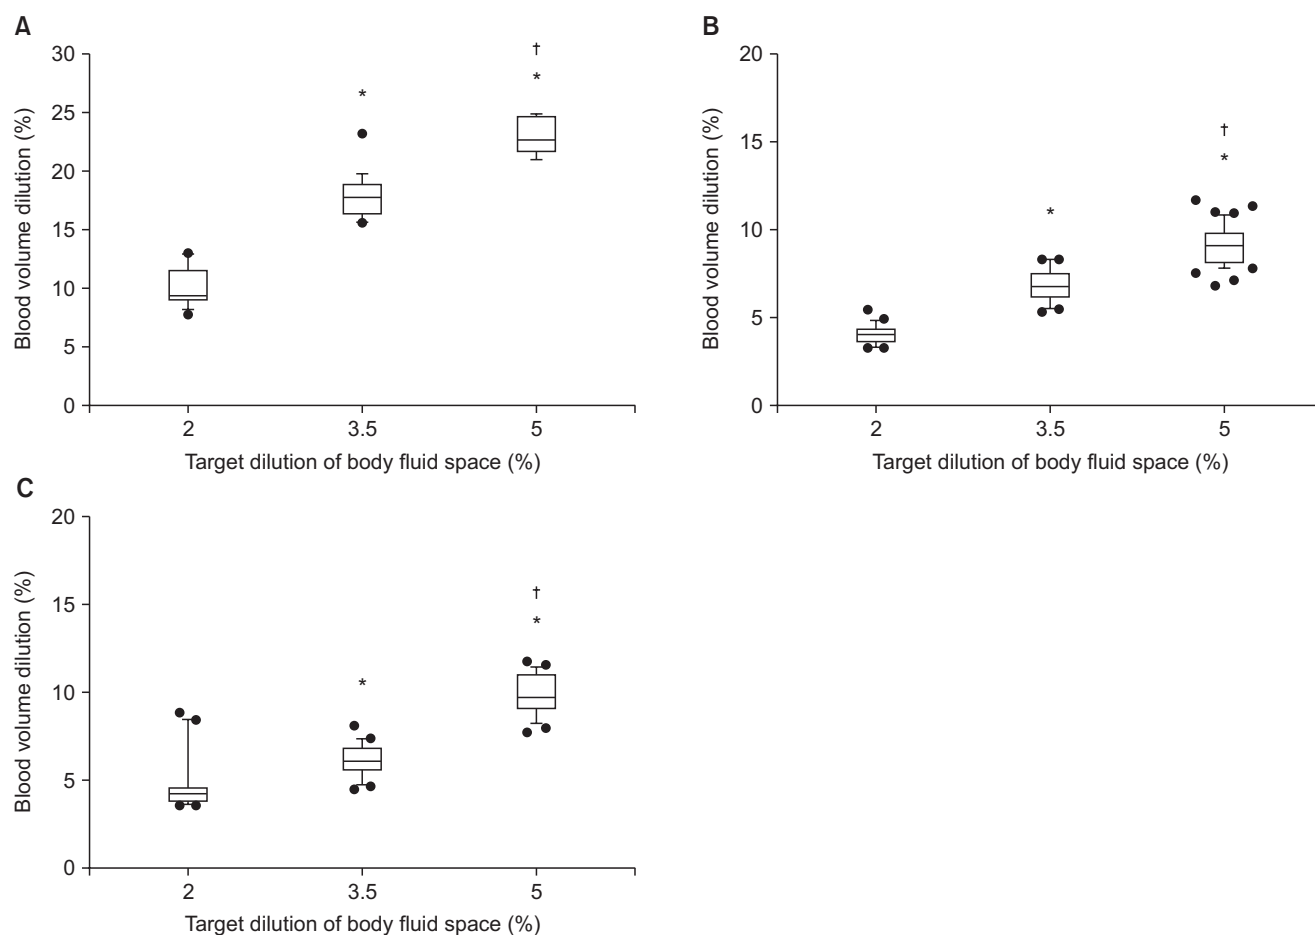 A
30
25
20
15
10
5
0
Blood volume dilution (%)
*
†
*
2 3.5 5
Target dilution of body fluid space (%)
B
20
15
10
5
0
Blood volume dilution (%)
*
†
*
2 3.5 5
Target dilution of body fluid space (%)
C
20
15
10
5
0
Blood volume dilution (%)
*
†
*
2 3.5 5
Target dilution of body fluid space (%)